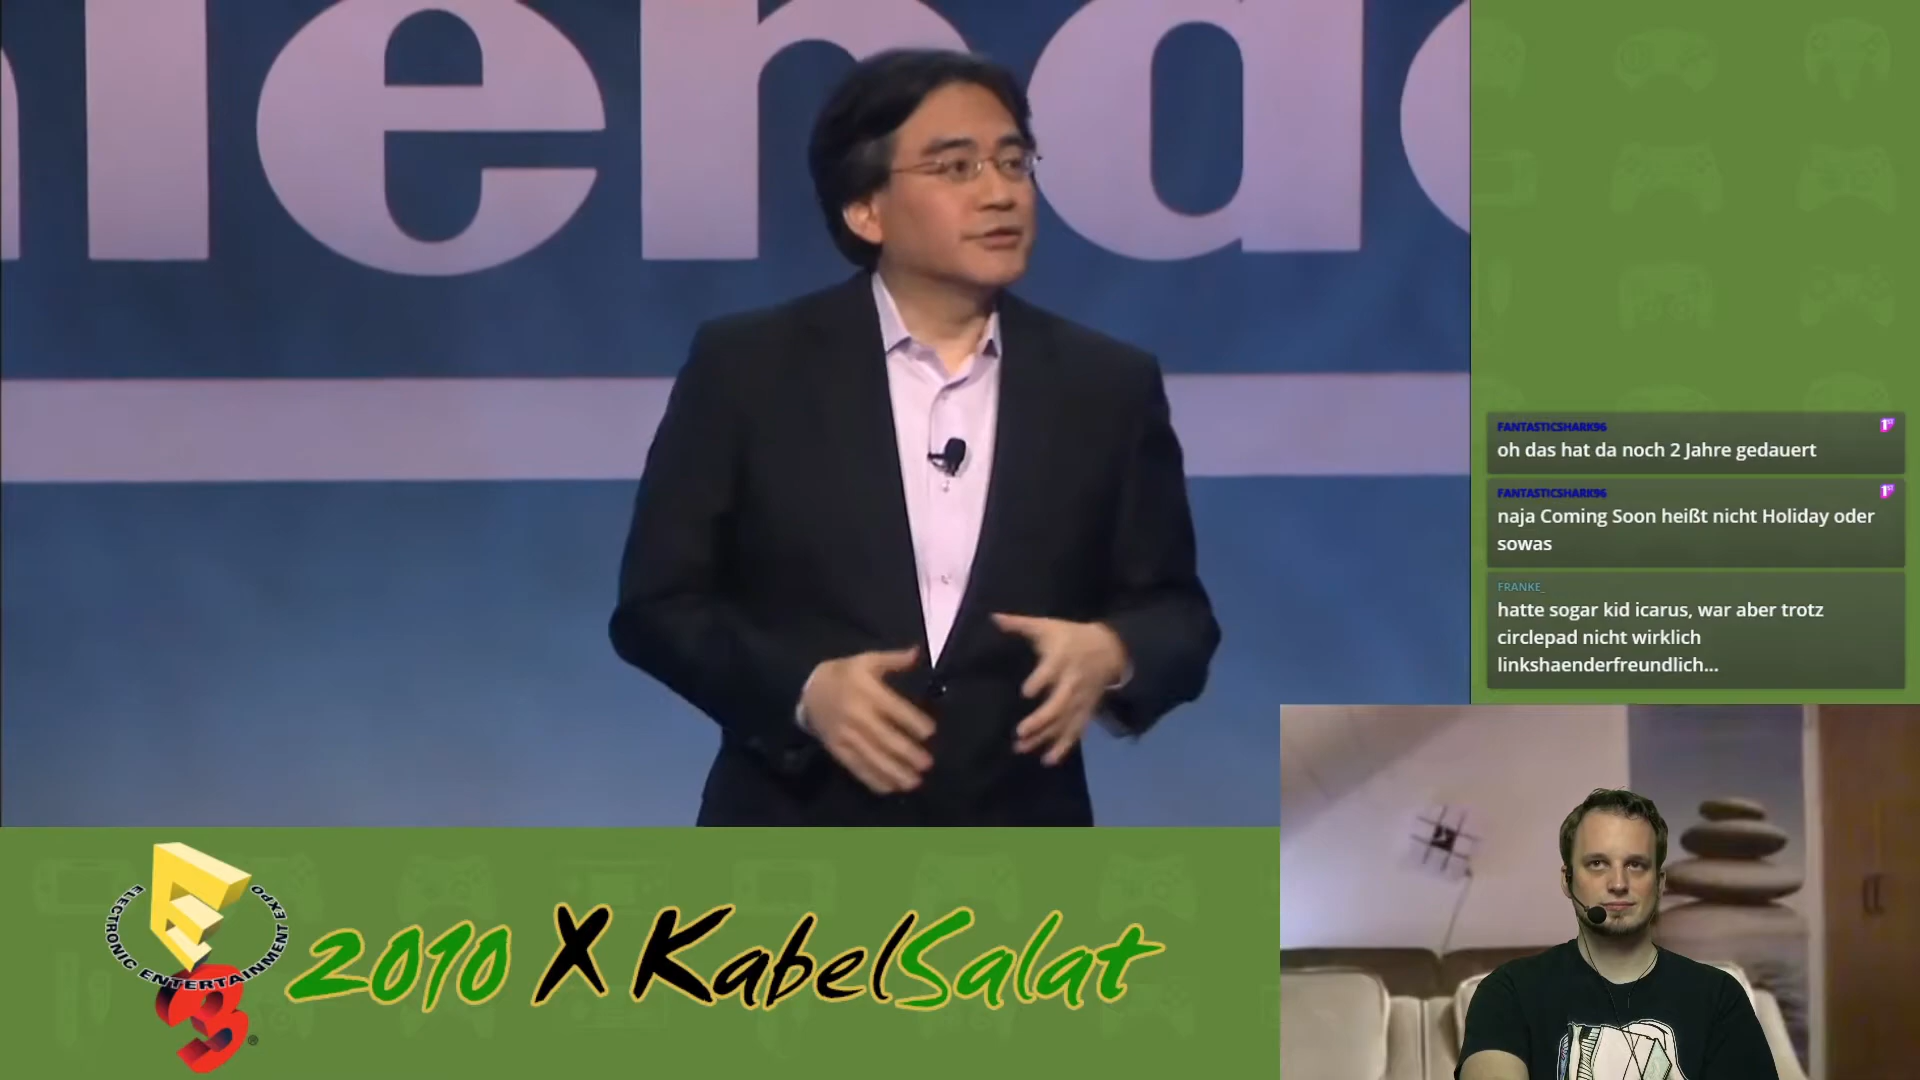 ntendo
FANTASTICSHARK96
oh das hat da noch 2 Jahre gedauert
FANTASTICSHARK96
naja Coming Soon heißt nicht Holiday oder
sowas
FRANKE_
hatte sogar kid icarus, war aber trotz
circlepad nicht wirklich
linkshaenderfreundlich...
E3
ELECTRONIC ENTERTAINMENT EXPO
2010 X KabelSalat